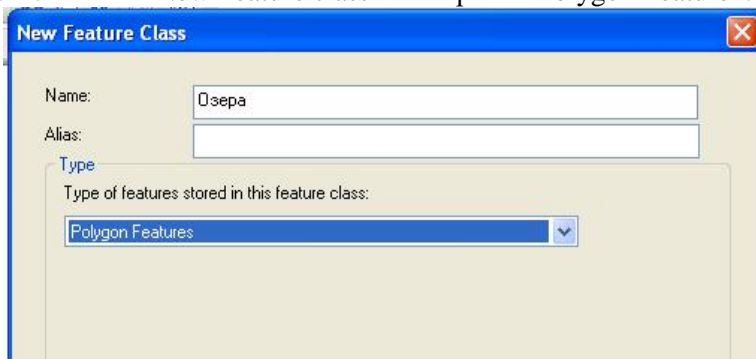 New Feature Class
Name:
Озера
Alias:
Type
Type of features stored in this feature class:
Polygon Features